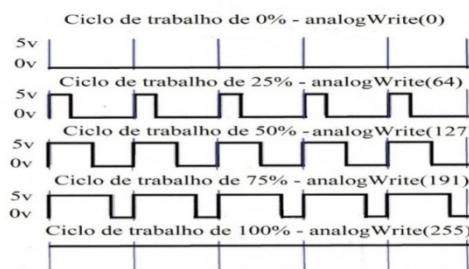 Ciclo de trabalho de 0% - analogWrite(0)
5v
0v
Ciclo de trabalho de 25% - analogWrite(64)
5v
0v
Ciclo de trabalho de 50% -analogWrite(127)
5v
0v
Ciclo de trabalho de 75% - analogWrite(191)
5v
0v
Ciclo de trabalho de 100% - analogWrite(255)